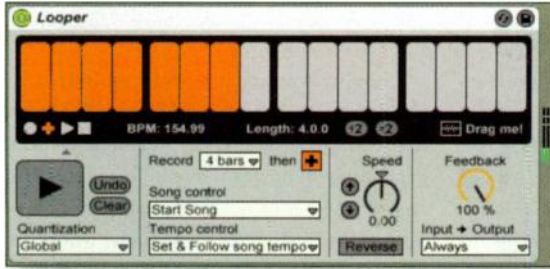 Looper
BPM: 154.99 Length: 4.0.0 :2 x2 Drag me!
Record 4 bars then +
Speed
Feedback
Undo
Clear
Song control
Start Song
0.00
100 %
Quantization
Global
Tempo control
Set & Follow song tempo
Reverse
Input → Output
Always